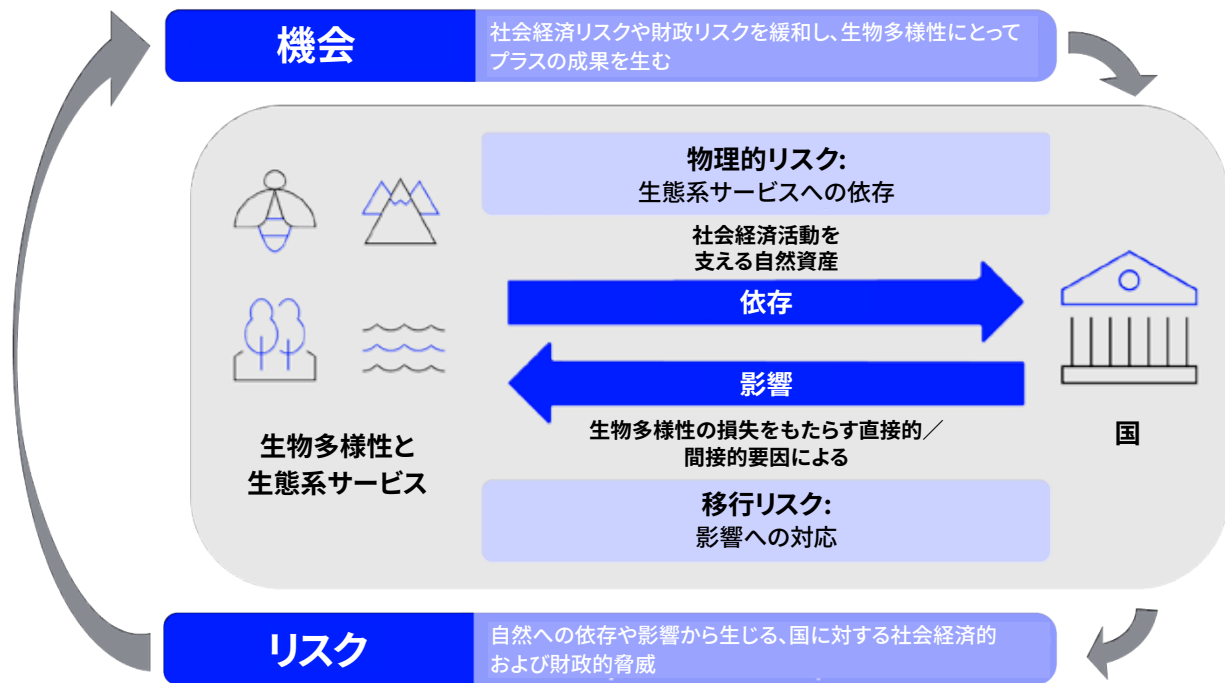 機会
社会経済リスクや財政リスクを緩和し、生物多様性にとって
プラスの成果を生む
物理的リスク:
生態系サービスへの依存
社会経済活動を
支える自然資産
依存
影響
生物多様性の損失をもたらす直接的／
間接的要因による
生物多様性と
生態系サービス
国
移行リスク:
影響への対応
リスク
自然への依存や影響から生じる、国に対する社会経済的
および財政的脅威